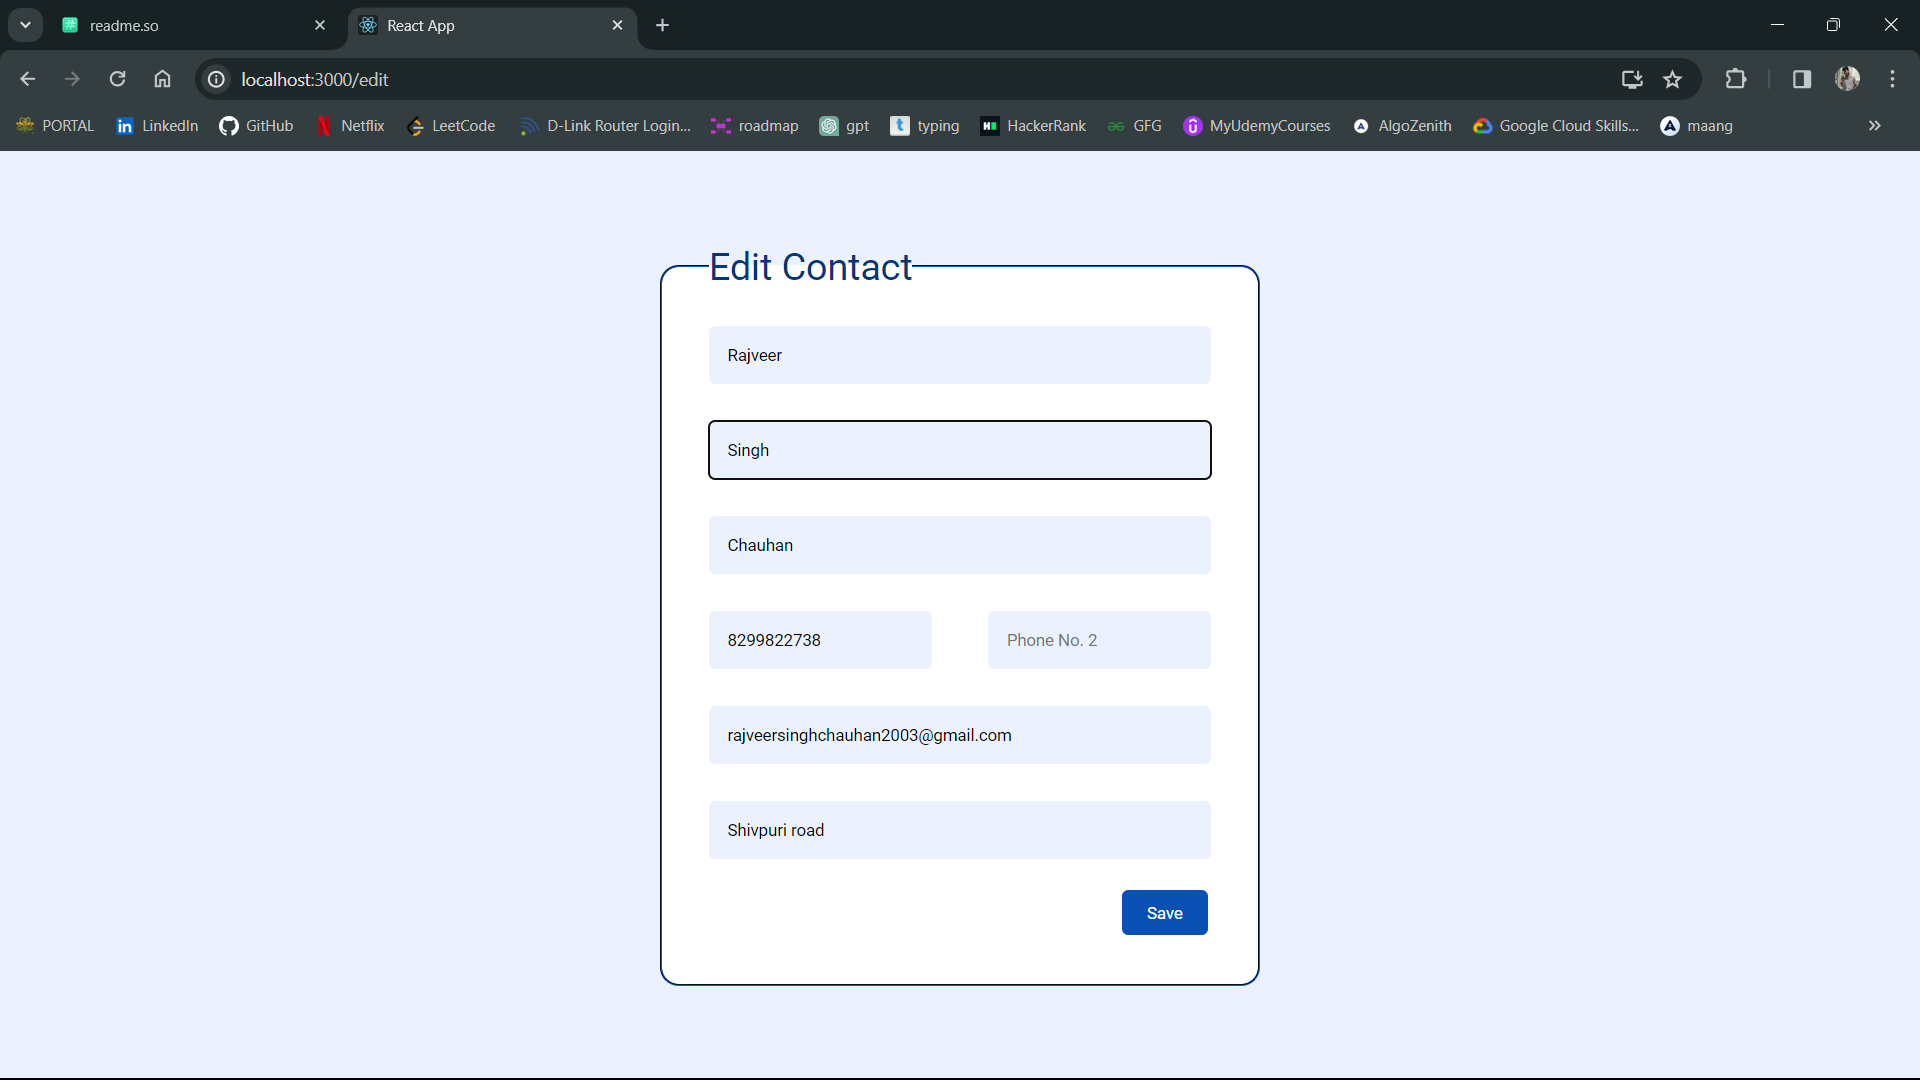 readme.so
React App
localhost:3000/edit
PORTAL
LinkedIn
GitHub
Netflix
LeetCode
D-Link Router Login...
roadmap
gpt
typing
HackerRank
GFG
MyUdemyCourses
AlgoZenith
Google Cloud Skills...
maang
Edit Contact
Rajveer
Singh
Chauhan
8299822738
Phone No. 2
rajveersinghchauhan2003@gmail.com
Shivpuri road
Save